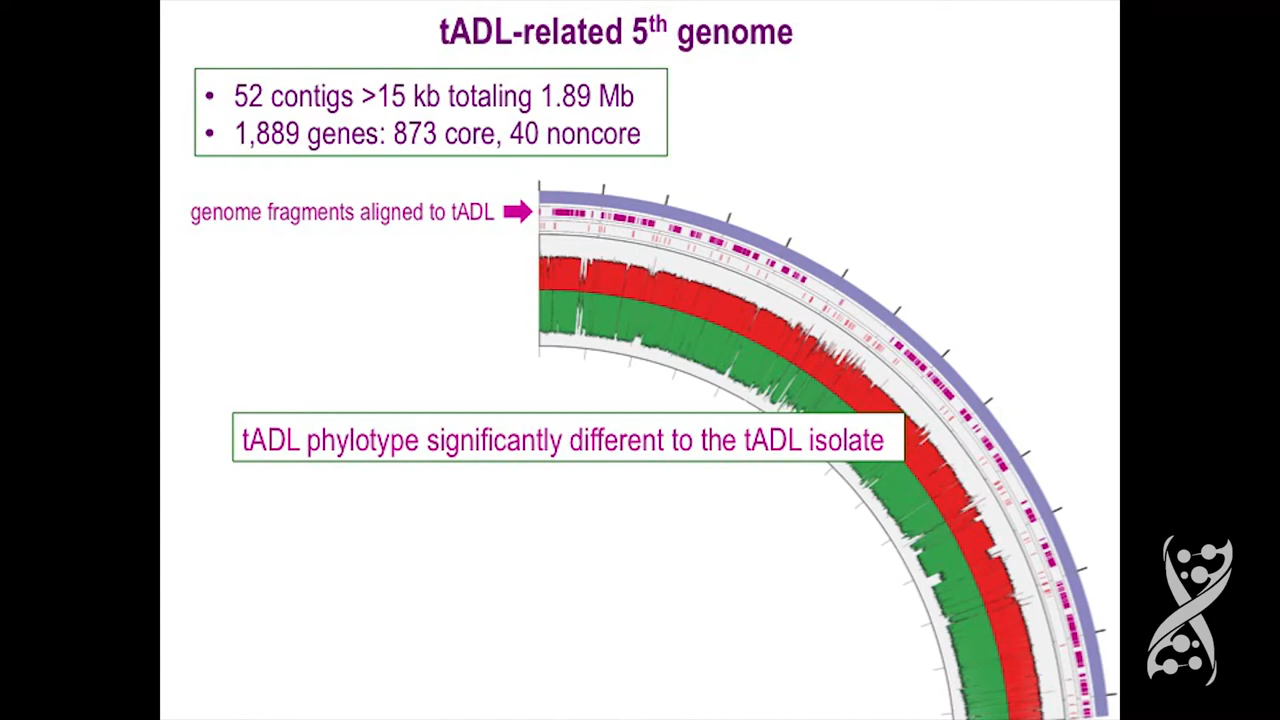 tADL-related 5th genome
• 52 contigs >15 kb totaling 1.89 Mb
• 1,889 genes: 873 core, 40 noncore
genome fragments aligned to tADL
tADL phylotype significantly different to the tADL isolate